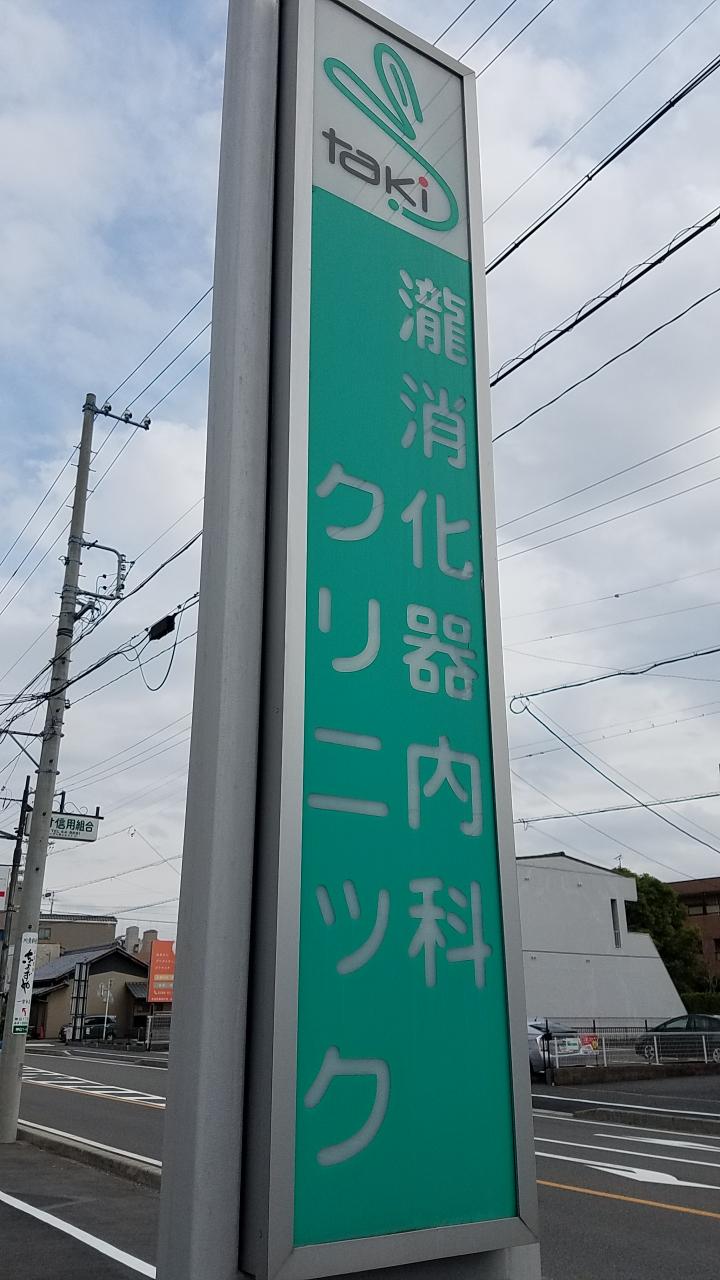 taki
瀧消化器内科
クリニック
信用組合